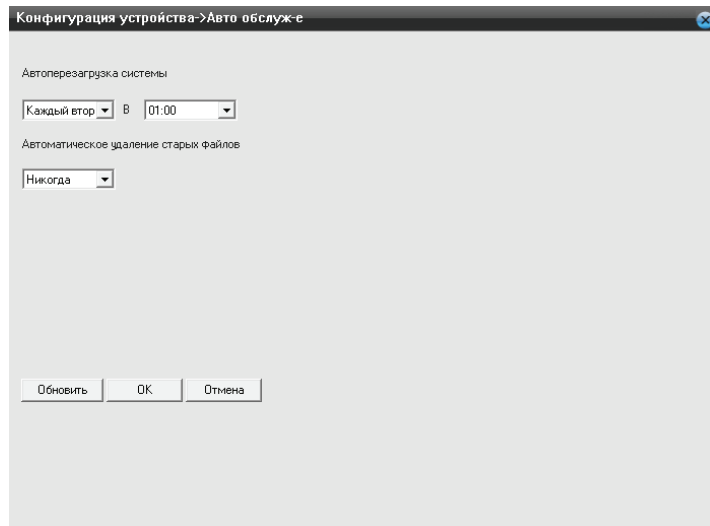 Конфигурация устройства->Авто обслуж-е
Автоперезагрузка системы
Каждый втор В 01:00
Автоматическое удаление старых файлов
Никогда
Обновить OK Отмена